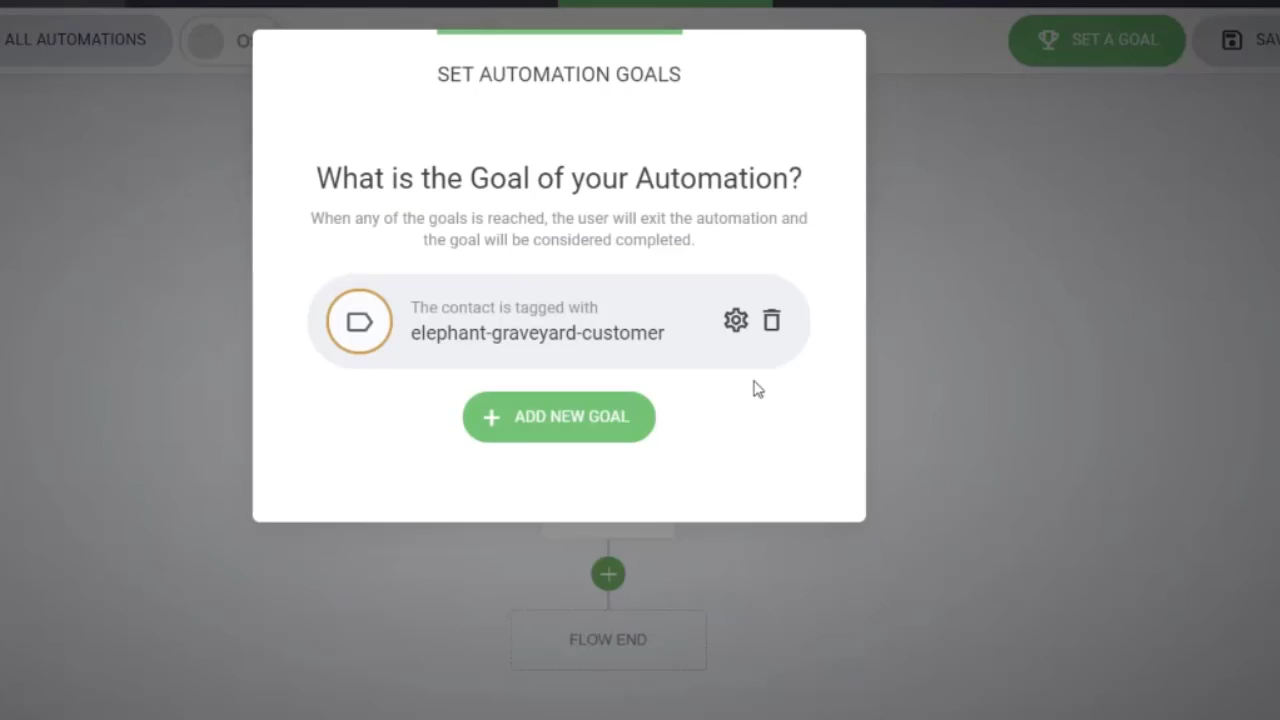 ALL AUTOMATIONS
SET A GOAL
SET AUTOMATION GOALS
What is the Goal of your Automation?
When any of the goals is reached, the user will exit the automation and
the goal will be considered completed.
The contact is tagged with
elephant-graveyard-customer
ADD NEW GOAL
FLOW END